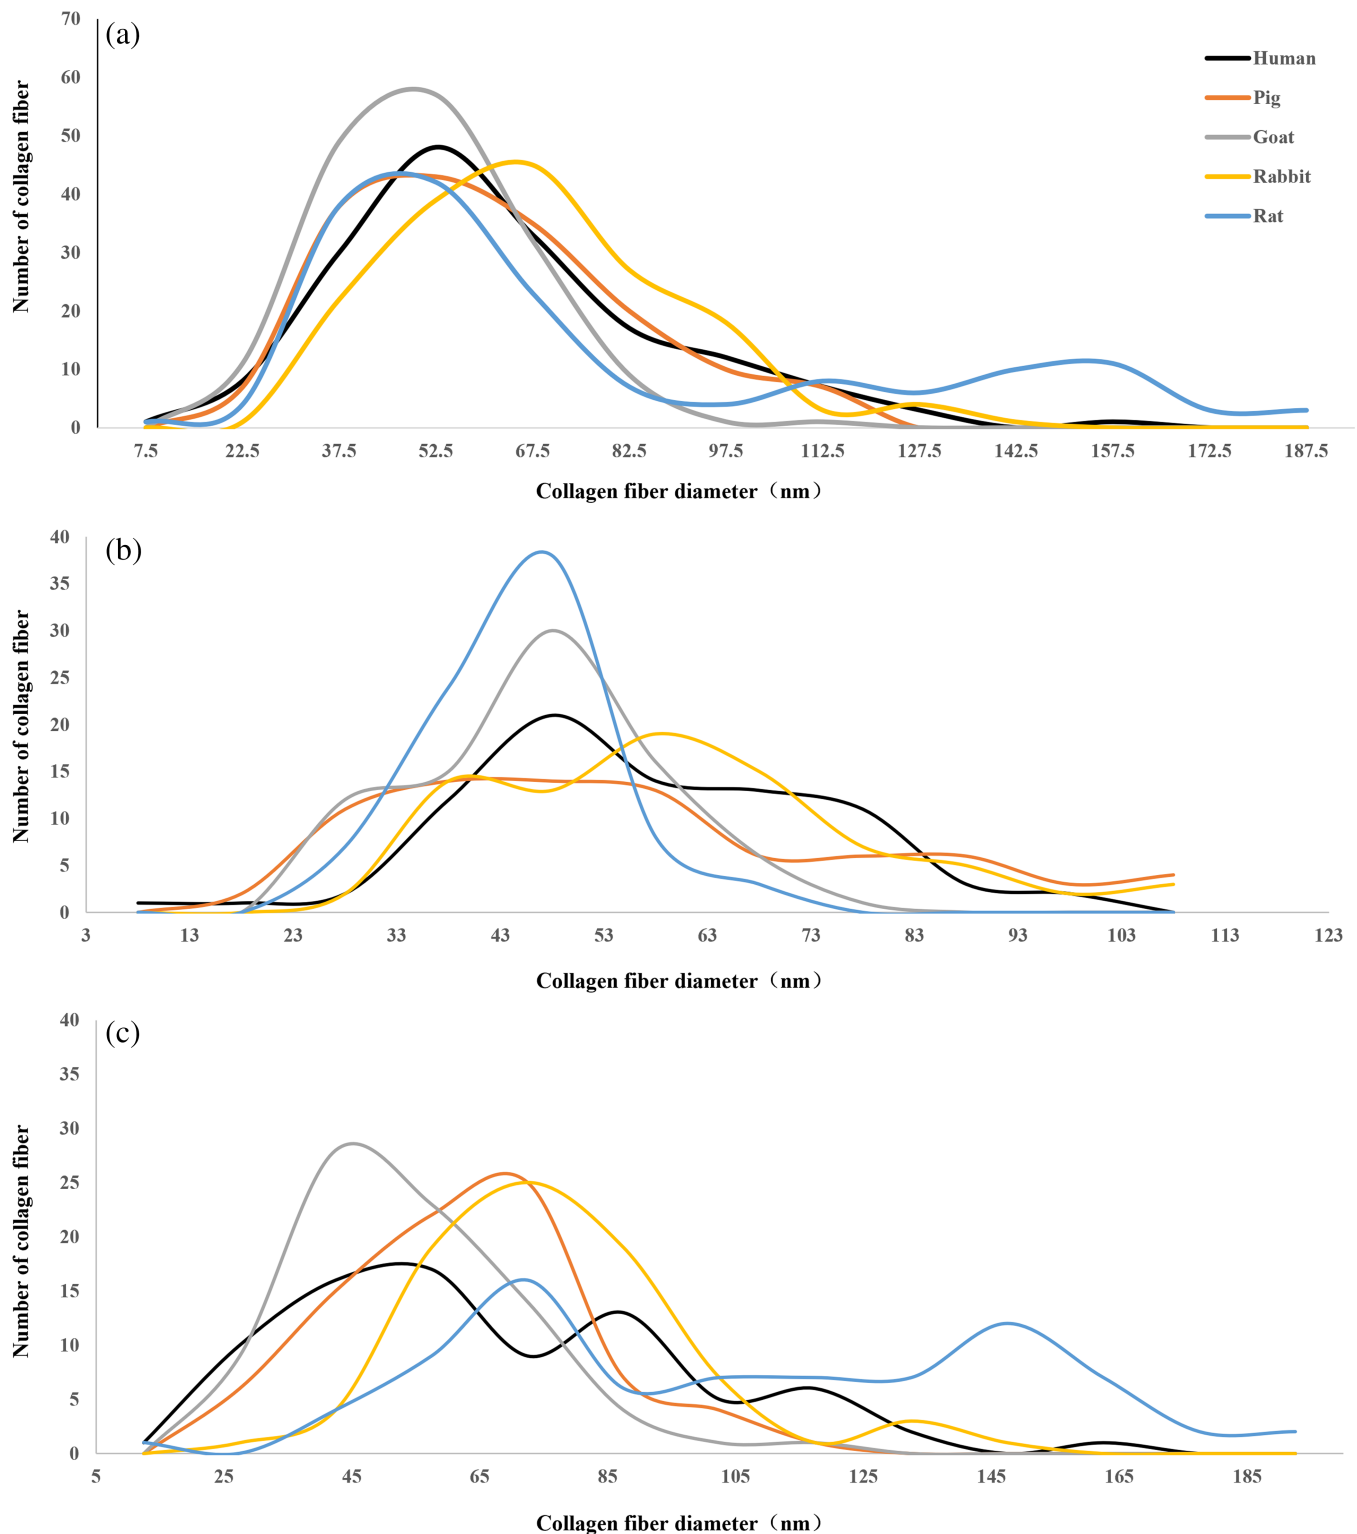 (a)
Number of collagen fiber
70
60
50
40
30
20
10
0
Human
Pig
Goat
Rabbit
Rat
7.5 22.5 37.5 52.5 67.5 82.5 97.5 112.5 127.5 142.5 157.5 172.5 187.5
Collagen fiber diameter（nm）
(b)
Number of collagen fiber
40
35
30
25
20
15
10
5
0
3 13 23 33 43 53 63 73 83 93 103 113 123
Collagen fiber diameter（nm）
(c)
Number of collagen fiber
40
35
30
25
20
15
10
5
0
5 25 45 65 85 105 125 145 165 185
Collagen fiber diameter（nm）